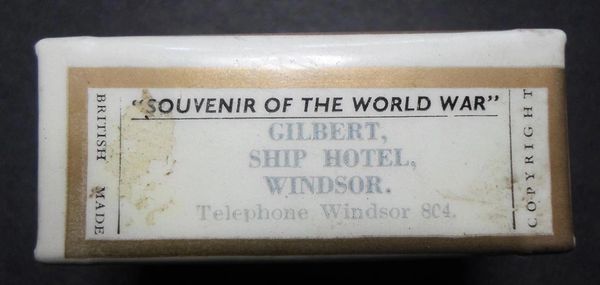 "SOUVENIR OF THE WORLD WAR"
GILBERT,
SHIP HOTEL,
WINDSOR.
Telephone Windsor 804.
BRITISH MADE
COPYRIGHT